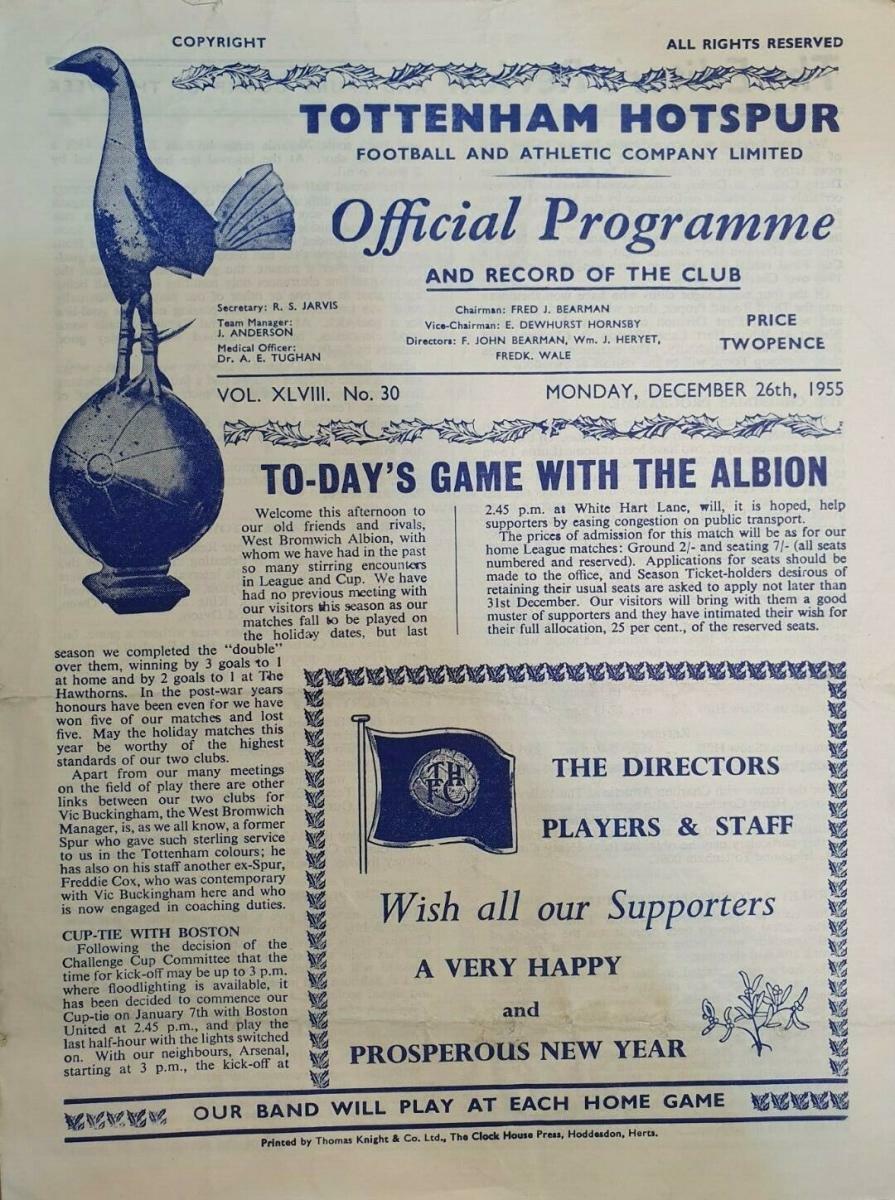 COPYRIGHT
ALL RIGHTS RESERVED
TOTTENHAM HOTSPUR
FOOTBALL AND ATHLETIC COMPANY LIMITED
Official Programme
AND RECORD OF THE CLUB
Secretary: R. S. JARVIS
Team Manager:
J. ANDERSON
Medical Officer:
Dr. A. E. TUGHAN
Chairman: FRED J. BEARMAN
Vice-Chairman: E. DEWHURST HORNSBY
Directors: F. JOHN BEARMAN, Wm. J. HERYET,
FREDK. WALE
PRICE
TWOPENCE
VOL. XLVIII. No. 30
MONDAY, DECEMBER 26th, 1955
TO-DAY'S GAME WITH THE ALBION
Welcome this afternoon to
our old friends and rivals,
West Bromwich Albion, with
whom we have had in the past
so many stirring encounters
in League and Cup. We have
had no previous meeting with
our visitors this season as our
matches fall to be played on
the holiday dates, but last
season we completed the "double"
over them, winning by 3 goals to 1
at home and by 2 goals to 1 at The
Hawthorns. In the post-war years
honours have been even for we have
won five of our matches and lost
five. May the holiday matches this
year be worthy of the highest
standards of our two clubs.
Apart from our many meetings
on the field of play there are other
links between our two clubs for
Vic Buckingham, the West Bromwich
Manager, is, as we all know, a former
Spur who gave such sterling service
to us in the Tottenham colours; he
has also on his staff another ex-Spur,
Freddie Cox, who was contemporary
with Vic Buckingham here and who
is now engaged in coaching duties.
CUP-TIE WITH BOSTON
Following the decision of the
Challenge Cup Committee that the
time for kick-off may be up to 3 p.m.
where floodlighting is available, it
has been decided to commence our
Cup-tie on January 7th with Boston
United at 2.45 p.m., and play the
last half-hour with the lights switched
on. With our neighbours, Arsenal,
starting at 3 p.m., the kick-off at
2.45 p.m. at White Hart Lane, will, it is hoped, help
supporters by easing congestion on public transport.
The prices of admission for this match will be as for our
home League matches: Ground 2/- and seating 7/- (all seats
numbered and reserved). Applications for seats should be
made to the office, and Season Ticket-holders desirous of
retaining their usual seats are asked to apply not later than
31st December. Our visitors will bring with them a good
muster of supporters and they have intimated their wish for
their full allocation, 25 per cent., of the reserved seats.
TH
FC
THE DIRECTORS
PLAYERS & STAFF
Wish all our Supporters
A VERY HAPPY
and
PROSPEROUS NEW YEAR
OUR BAND WILL PLAY AT EACH HOME GAME
Printed by Thomas Knight & Co. Ltd., The Clock House Press, Hoddesdon, Herts.